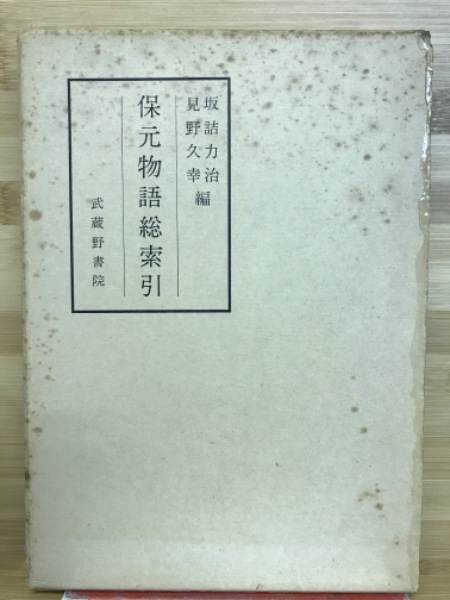 坂詰力治
見野久幸 編
保元物語総索引
武蔵野書院